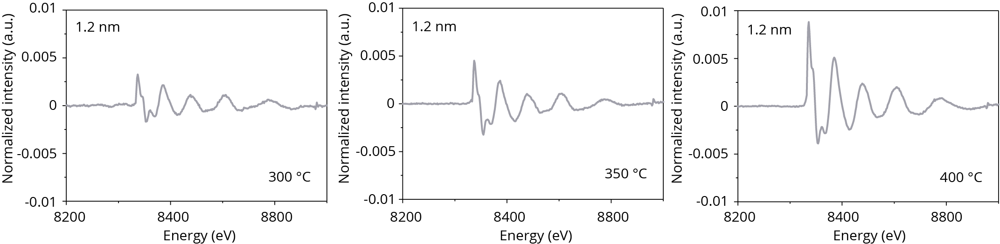 Normalized intensity (a.u.)
0.01
0.005
0
-0.005
-0.01
1.2 nm
300 °C
8200 8400 8800
Energy (eV)
Normalized intensity (a.u.)
0.01
0.005
0
-0.005
-0.01
1.2 nm
350 °C
8200 8400 8800
Energy (eV)
Normalized intensity (a.u.)
0.01
0.005
0
-0.005
-0.01
1.2 nm
400 °C
8200 8400 8800
Energy (eV)